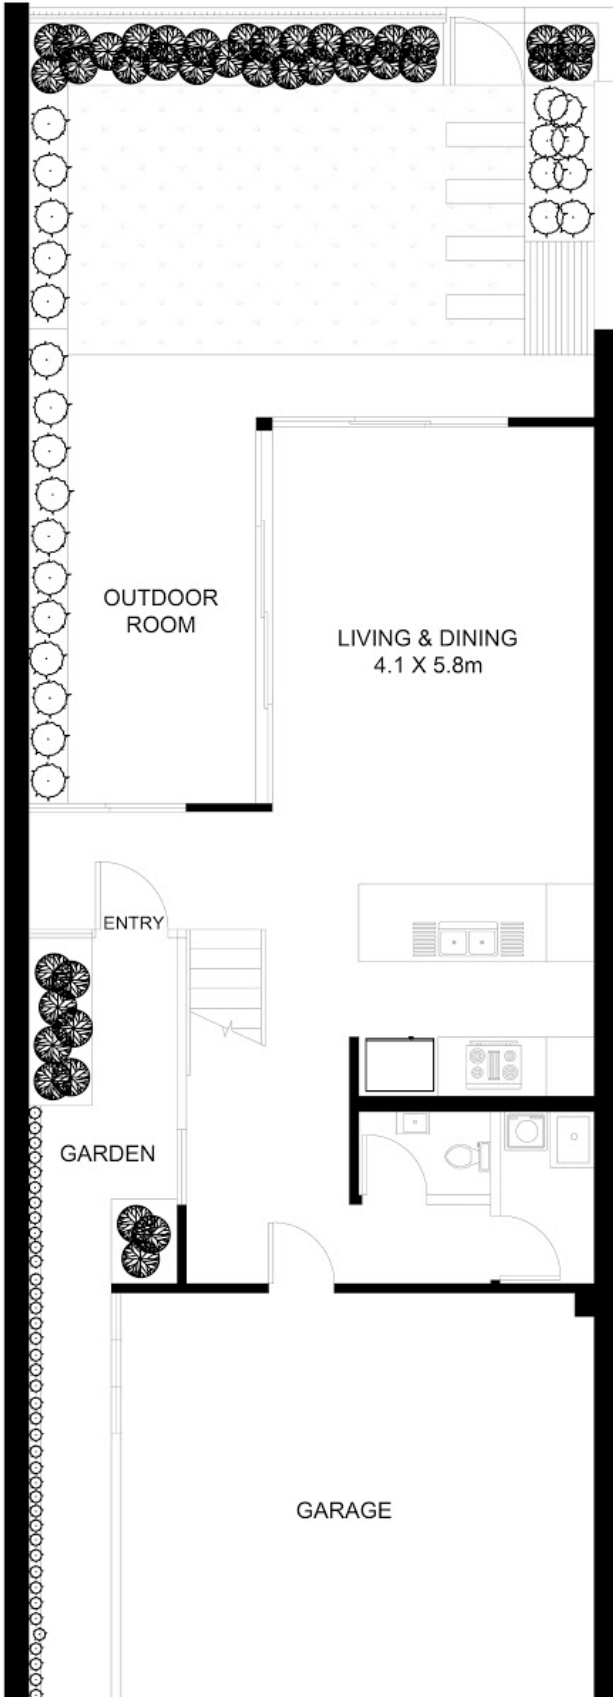 OUTDOOR
ROOM
LIVING & DINING
4.1 X 5.8m
ENTRY
GARDEN
GARAGE